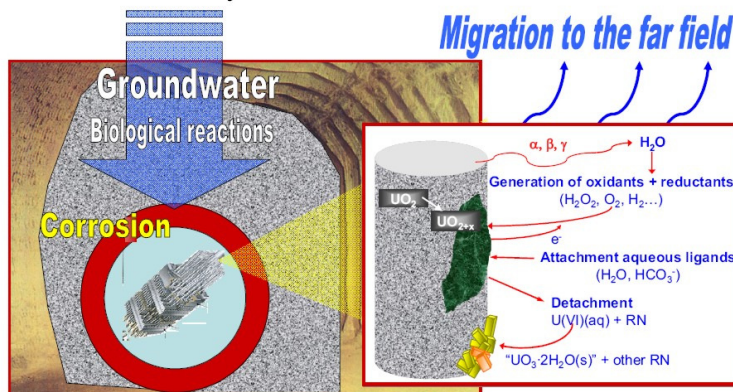 Migration to the far field
Groundwater
Biological reactions
Corrosion
α, β, γ
H₂O
Generation of oxidants + reductants
(H₂O₂, O₂, H₂...)
UO₂
UO₂₊ₓ
e⁻
Attachment aqueous ligands
(H₂O, HCO₃⁻)
Detachment
U(VI)(aq) + RN
"UO₃·2H₂O(s)" + other RN